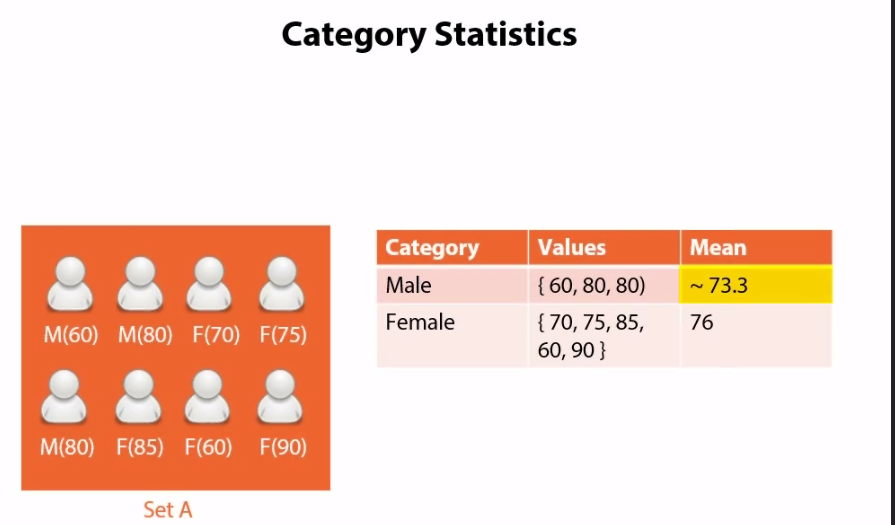 Category Statistics
M(60) M(80) F(70) F(75)
M(80) F(85) F(60) F(90)
Set A
Category Values Mean
Male { 60, 80, 80) ~ 73.3
Female { 70, 75, 85, 76
60, 90 }